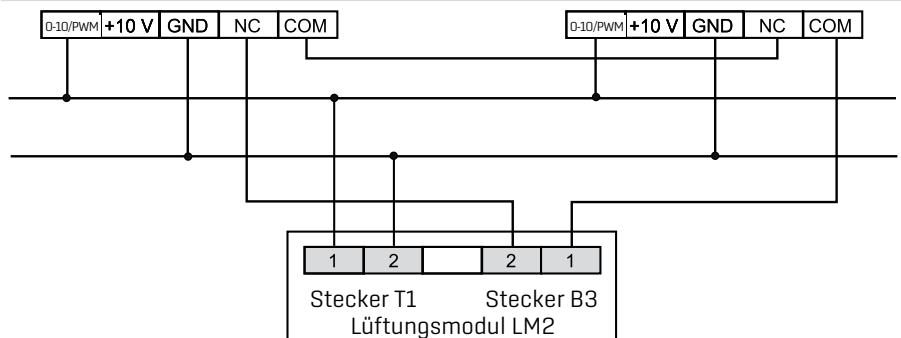 0-10/PWM +10 V GND NC COM 0-10/PWM +10 V GND NC COM
1 2 2 1
Stecker T1 Stecker B3
Lüftungsmodul LM2